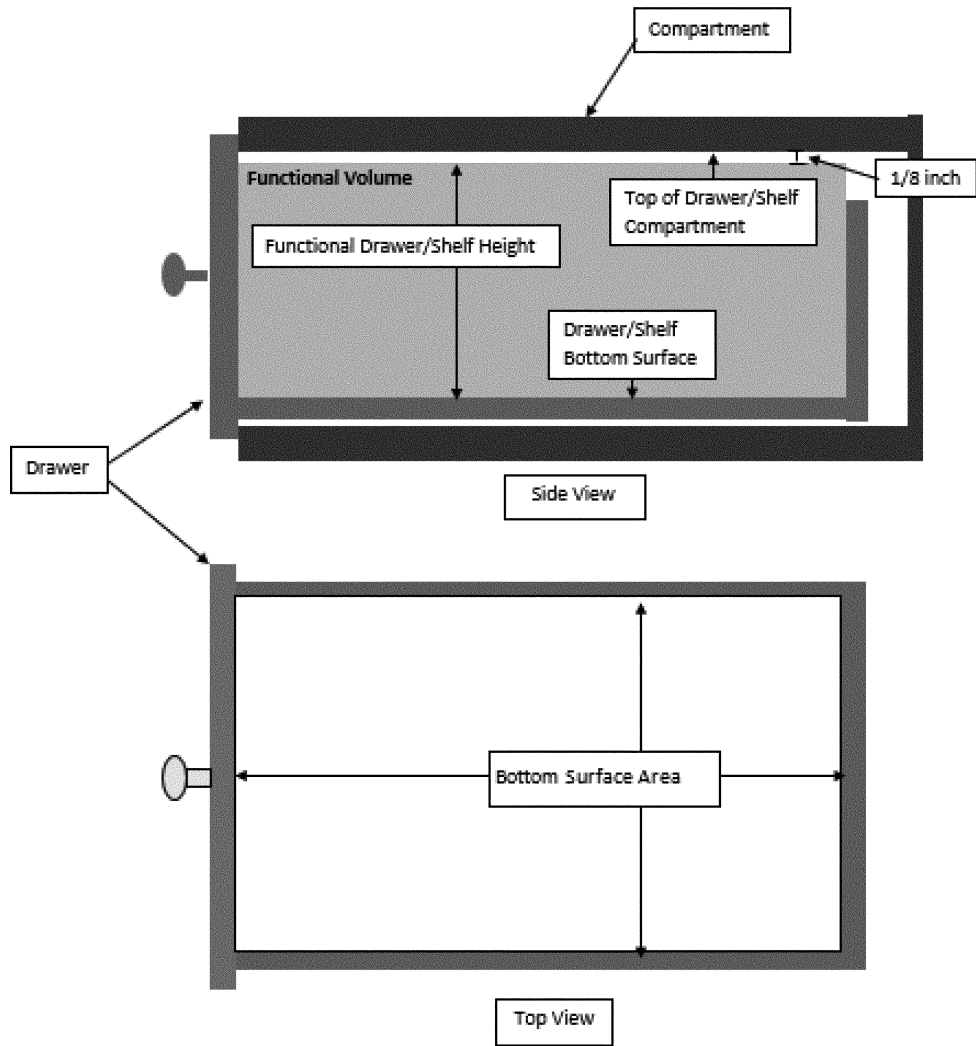 Compartment
Functional Volume
1/8 inch
Top of Drawer/Shelf
Compartment
Functional Drawer/Shelf Height
Drawer/Shelf
Bottom Surface
Drawer
Side View
Bottom Surface Area
Top View